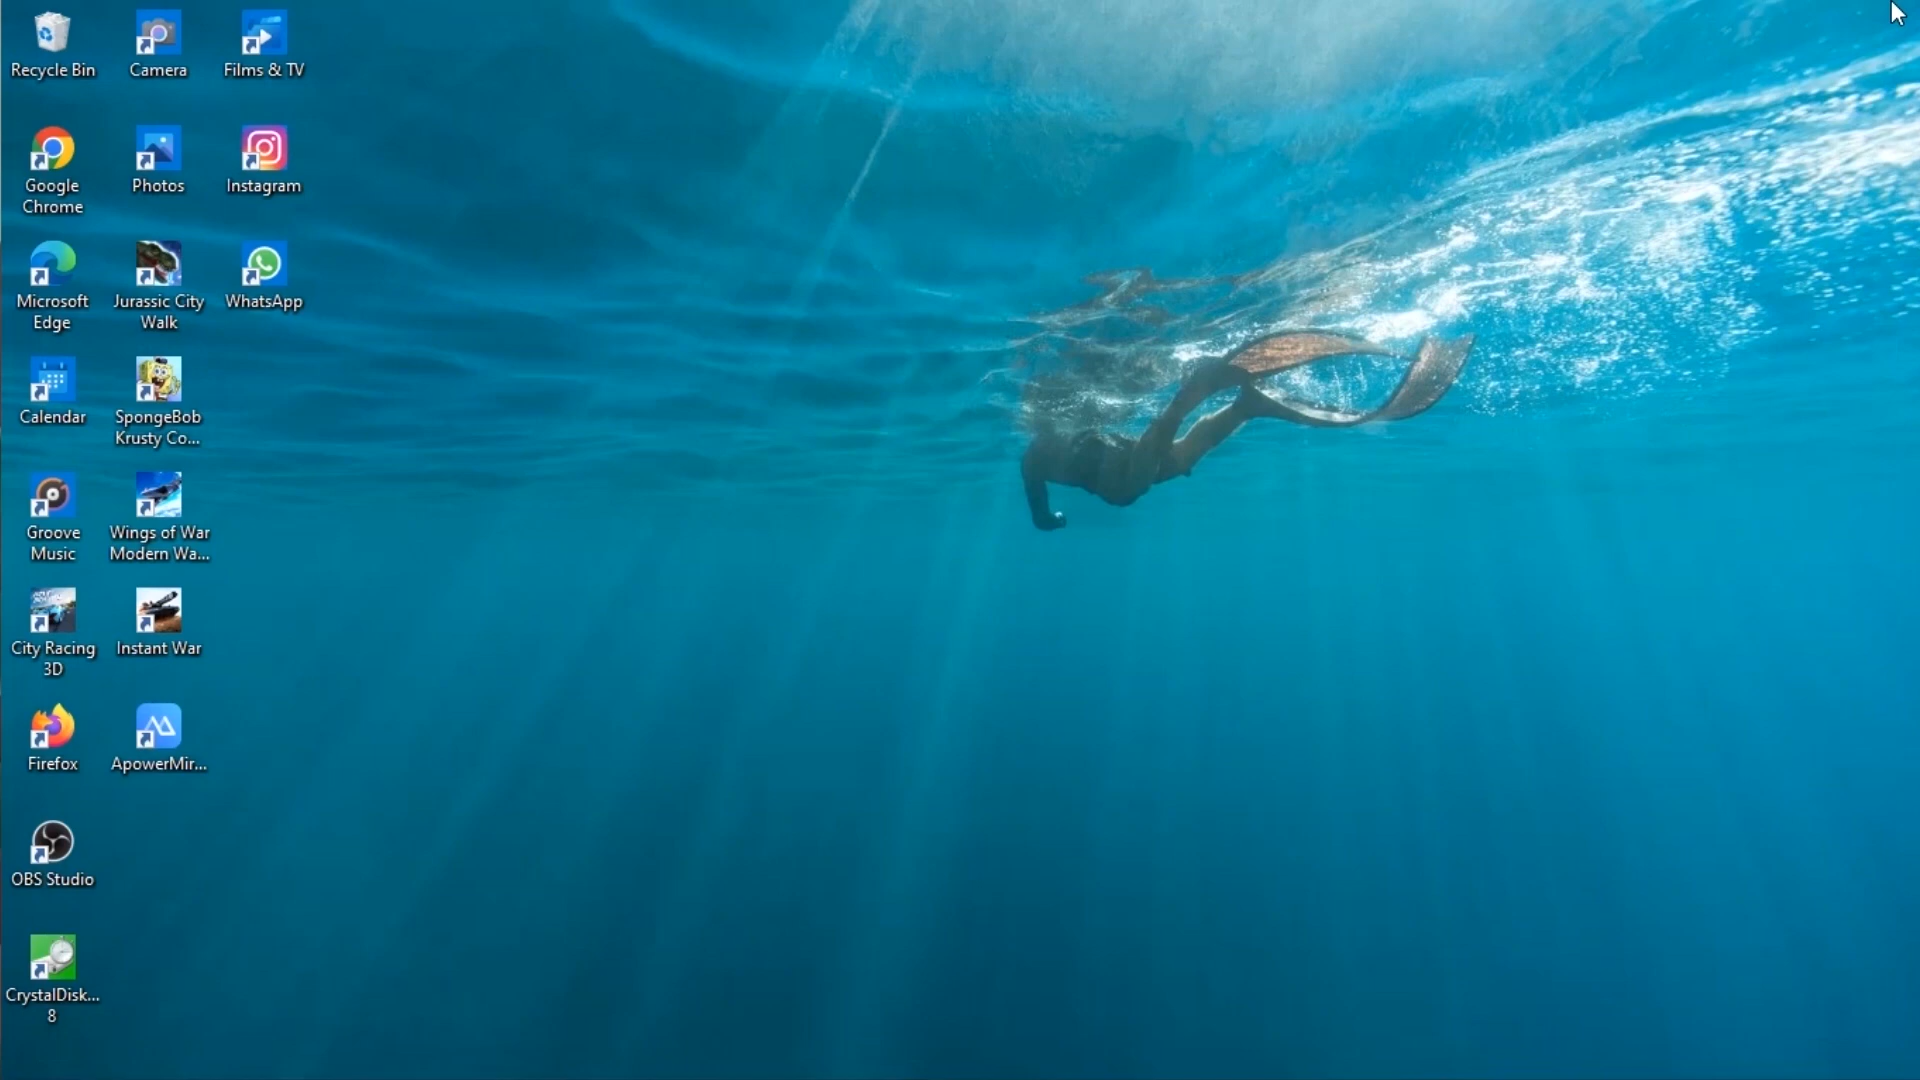 Recycle Bin
Camera
Films & TV
Google
Chrome
Photos
Instagram
Microsoft
Edge
Jurassic City
Walk
WhatsApp
Calendar
SpongeBob
Krusty Co...
Groove
Music
Wings of War
Modern Wa...
City Racing
3D
Instant War
Firefox
ApowerMir...
OBS Studio
CrystalDisk...
8